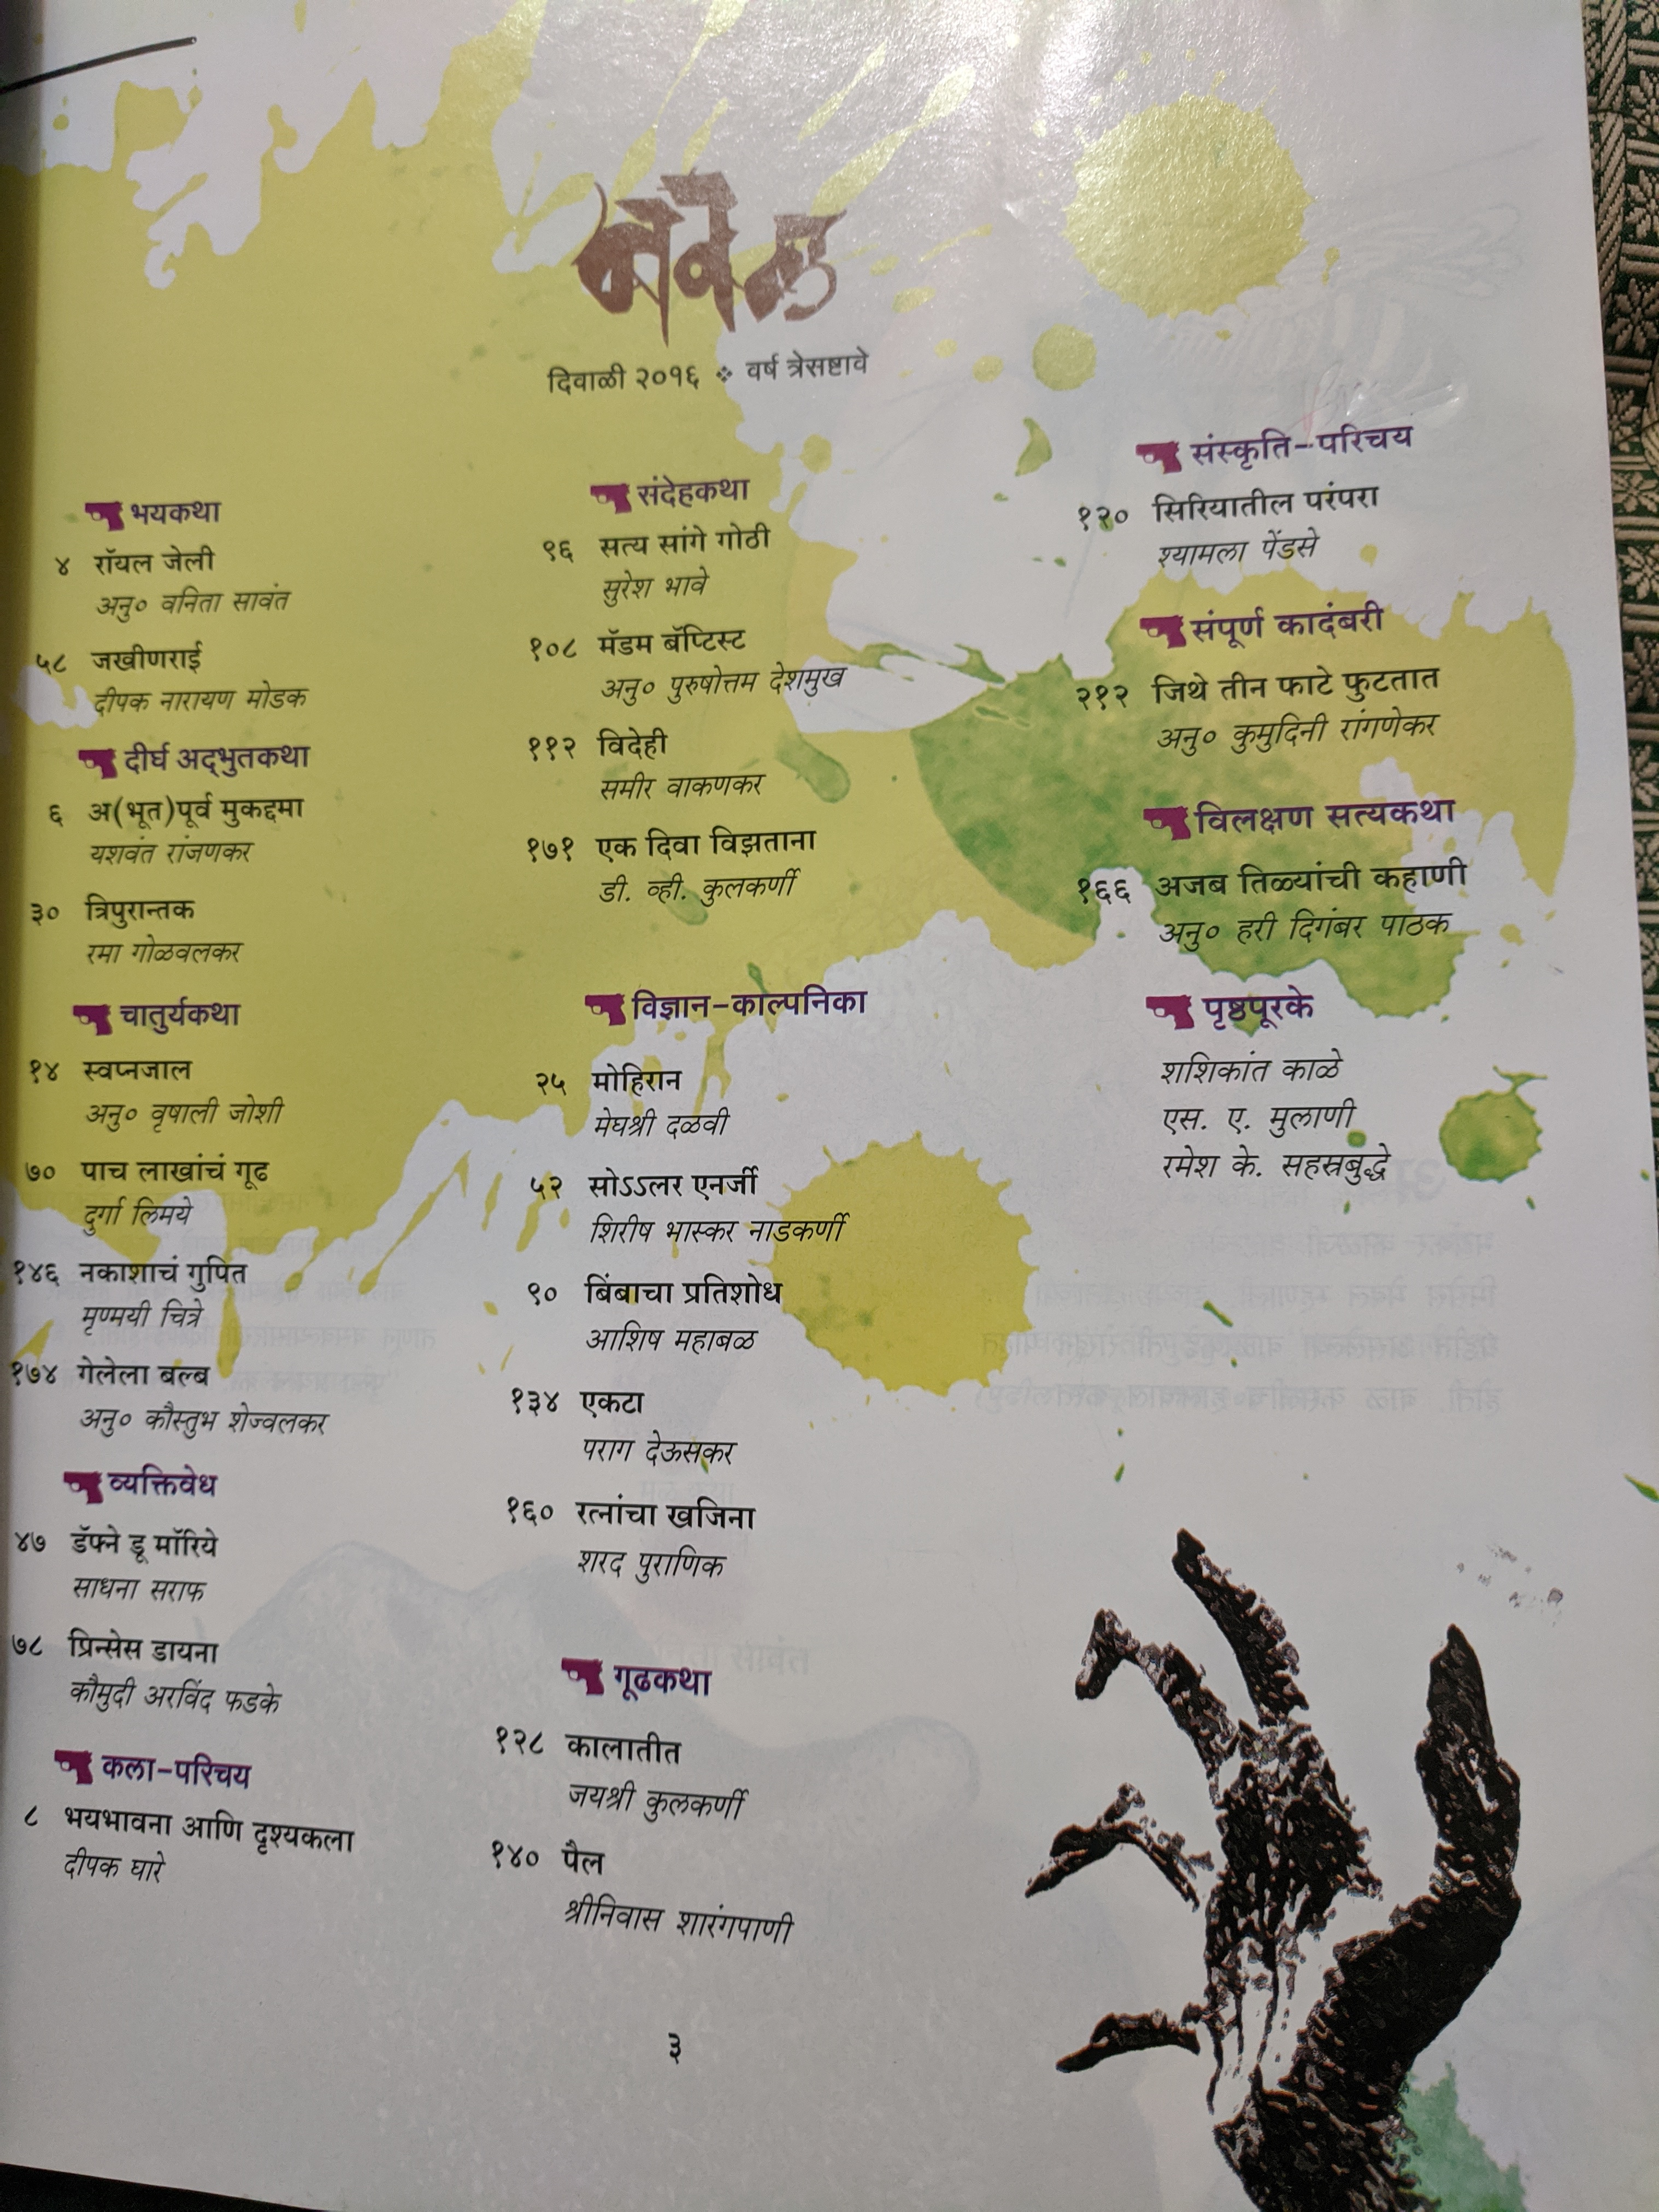 नवल
दिवाळी २०१६ ❖ वर्ष त्रेसष्टावे
भयकथा
४ रॉयल जेली
अनु० वनिता सावंत
५८ जखीणराई
दीपक नारायण मोडक
दीर्घ अद्‌भुतकथा
६ अ(भूत)पूर्व मुकद्दमा
यशवंत रांजणकर
३० त्रिपुरान्तक
रमा गोळवलकर
चातुर्यकथा
१४ स्वप्नजाल
अनु० वृषाली जोशी
७० पाच लाखांचं गूढ
दुर्गा लिमये
१४६ नकाशाचं गुपित
मृण्मयी चित्रे
१७४ गेलेला बल्ब
अनु० कौस्तुभ शेज्वलकर
व्यक्तिवेध
४७ डॅफ्ने डू मॉरिये
साधना सराफ
७८ प्रिन्सेस डायना
कौमुदी अरविंद फडके
कला-परिचय
८ भयभावना आणि दृश्यकला
दीपक घारे
संदेहकथा
९६ सत्य सांगे गोठी
सुरेश भावे
१०८ मॅडम बॅप्टिस्ट
अनु० पुरुषोत्तम देशमुख
११२ विदेही
समीर वाकणकर
१७१ एक दिवा विझताना
डी. व्ही. कुलकर्णी
विज्ञान-काल्पनिका
२५ मोहिरान
मेघश्री दळवी
५२ सोऽऽलर एनर्जी
शिरीष भास्कर नाडकर्णी
९० बिंबाचा प्रतिशोध
आशिष महाबळ
१३४ एकटा
पराग देऊसकर
१६० रत्नांचा खजिना
शरद पुराणिक
गूढकथा
१२८ कालातीत
जयश्री कुलकर्णी
१४० पैल
श्रीनिवास शारंगपाणी
संस्कृति-परिचय
१२० सिरियातील परंपरा
श्यामला पेंडसे
संपूर्ण कादंबरी
२१२ जिथे तीन फाटे फुटतात
अनु० कुमुदिनी रांगणेकर
विलक्षण सत्यकथा
१६६ अजब तिळ्यांची कहाणी
अनु० हरी दिगंबर पाठक
पृष्ठपूरके
शशिकांत काळे
एस. ए. मुलाणी
रमेश के. सहस्रबुद्धे
३